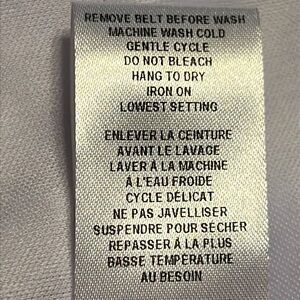 REMOVE BELT BEFORE WASH
MACHINE WASH COLD
GENTLE CYCLE
DO NOT BLEACH
HANG TO DRY
IRON ON
LOWEST SETTING
ENLEVER LA CEINTURE
AVANT LE LAVAGE
LAVER À LA MACHINE
À L'EAU FROIDE
CYCLE DÉLICAT
NE PAS JAVELLISER
SUSPENDRE POUR SÉCHER
REPASSER À LA PLUS
BASSE TEMPÉRATURE
AU BESOIN